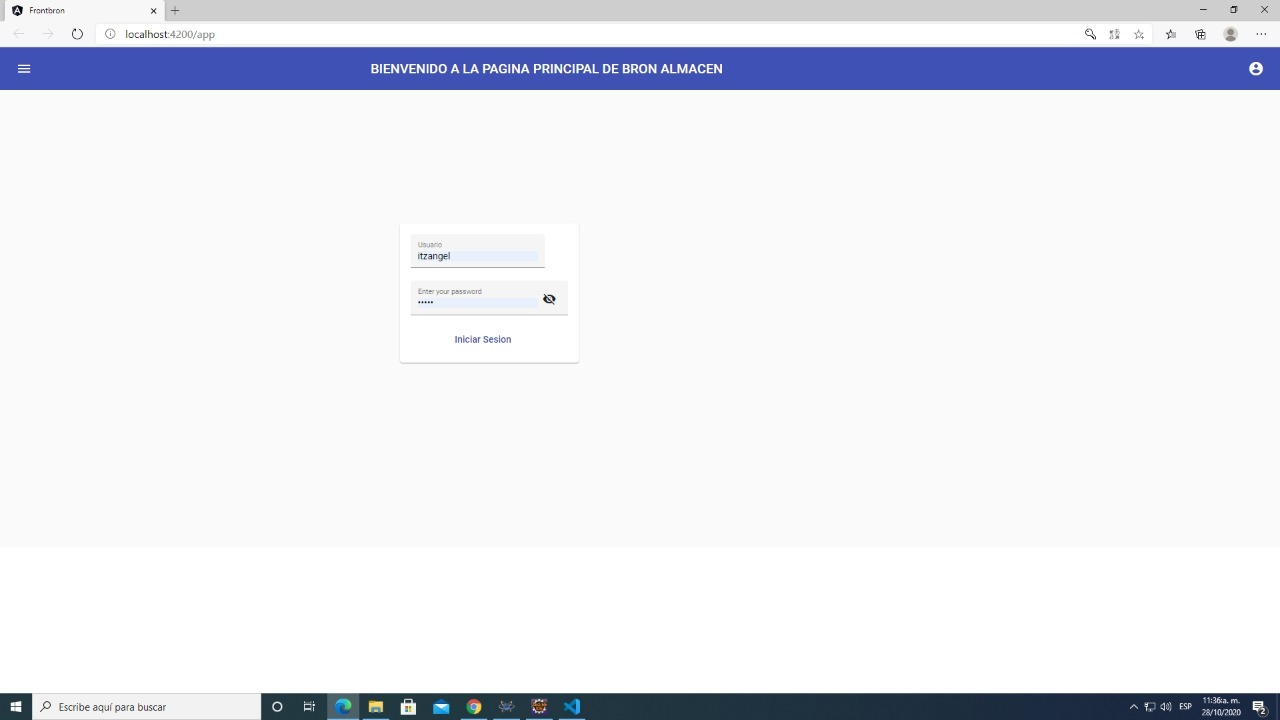 Frontbron
localhost:4200/app
BIENVENIDO A LA PAGINA PRINCIPAL DE BRON ALMACEN
Usuario
itzangel
Enter your password
•••••
Iniciar Sesion
Escribe aquí para buscar
ESP
11:36a. m.
28/10/2020
2